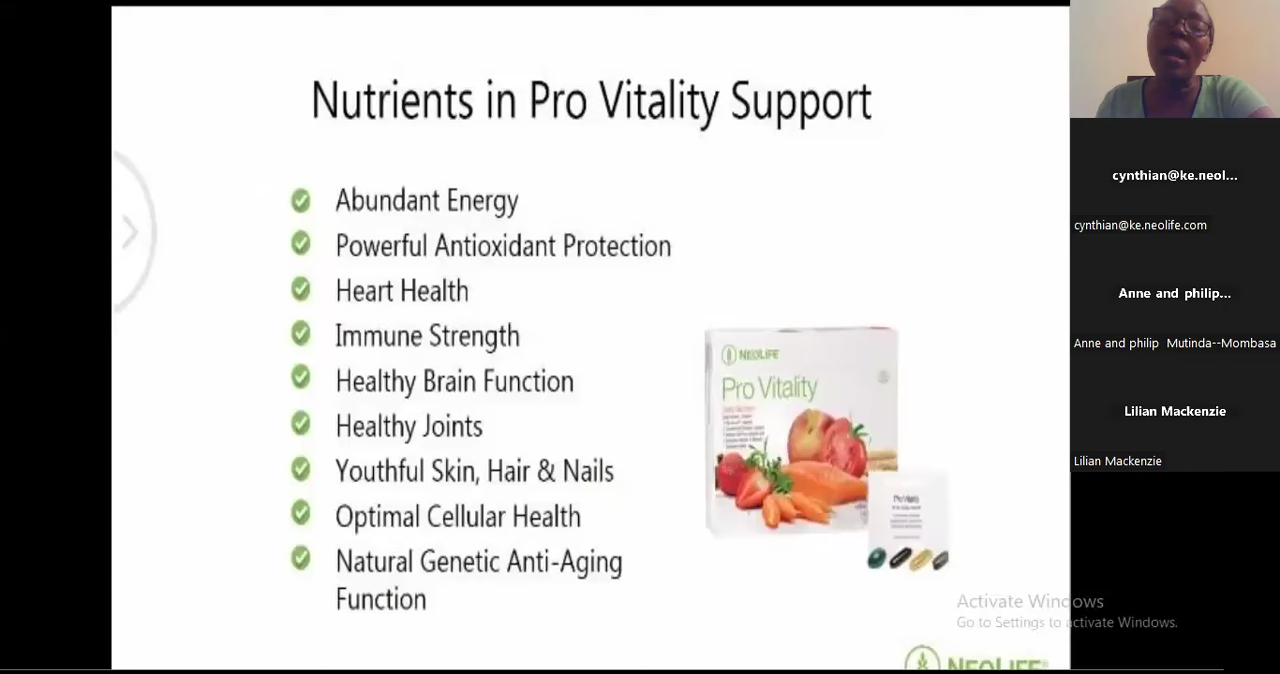 Nutrients in Pro Vitality Support
Abundant Energy
Powerful Antioxidant Protection
Heart Health
Immune Strength
Healthy Brain Function
Healthy Joints
Youthful Skin, Hair & Nails
Optimal Cellular Health
Natural Genetic Anti-Aging
Function
NEOLIFE
Pro Vitality
Pro Vitality
Activate Windows
Go to Settings to activate Windows.
NEOLIFE
cynthian@ke.neol...
cynthian@ke.neolife.com
Anne and philip...
Anne and philip Mutinda--Mombasa
Lilian Mackenzie
Lilian Mackenzie